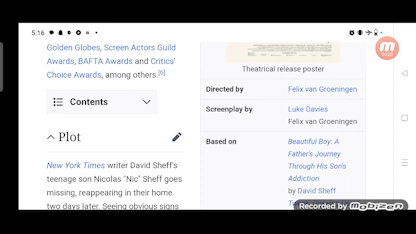 5:16
Golden Globes, Screen Actors Guild
Awards, BAFTA Awards and Critics'
Choice Awards, among others.[6]
Contents
Plot
New York Times writer David Sheff's
teenage son Nicolas "Nic" Sheff goes
missing, reappearing in their home
two days later. Seeing obvious signs
Theatrical release poster
Directed by Felix van Groeningen
Screenplay by Luke Davies
Felix van Groeningen
Based on Beautiful Boy: A
Father's Journey
Through His Son's
Addiction
by David Sheff
Recorded by Mobizen